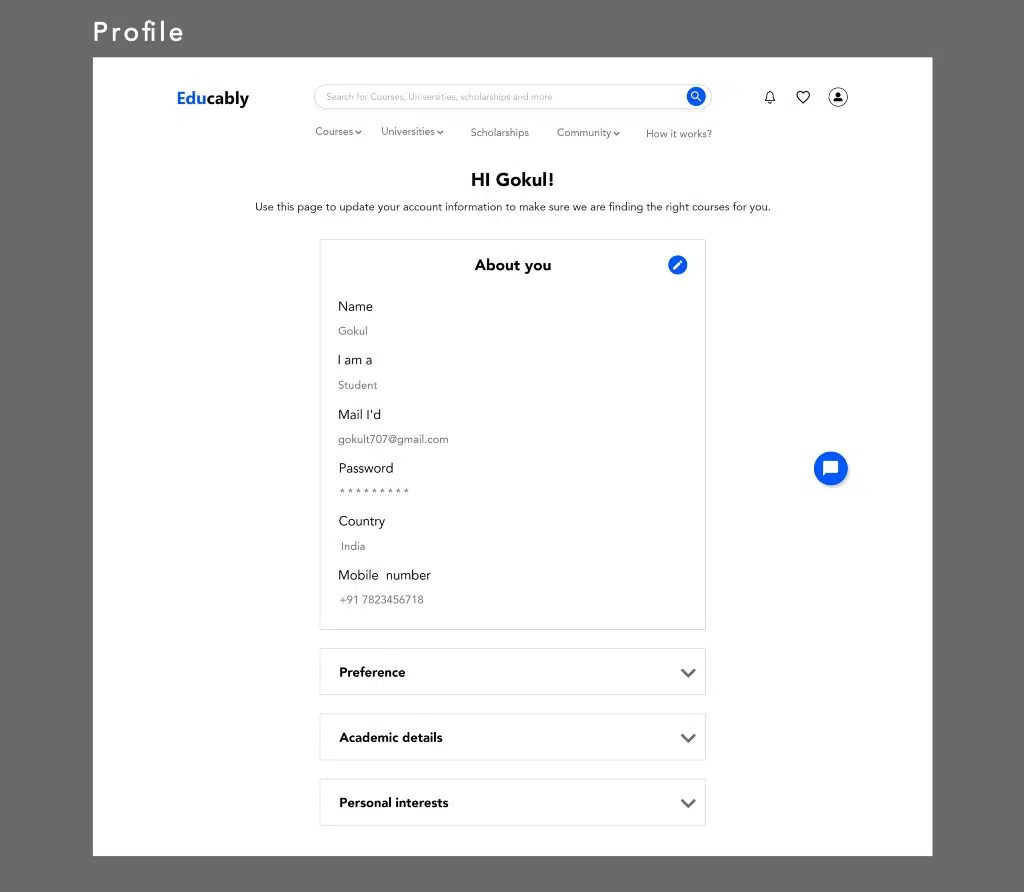 Profile
Educably
Search for Courses, Universities, scholarships and more
Courses
Universities
Scholarships
Community
How it works?
HI Gokul!
Use this page to update your account information to make sure we are finding the right courses for you.
About you
Name
Gokul
I am a
Student
Mail I'd
gokult707@gmail.com
Password
* * * * * * * * *
Country
India
Mobile number
+91 7823456718
Preference
Academic details
Personal interests